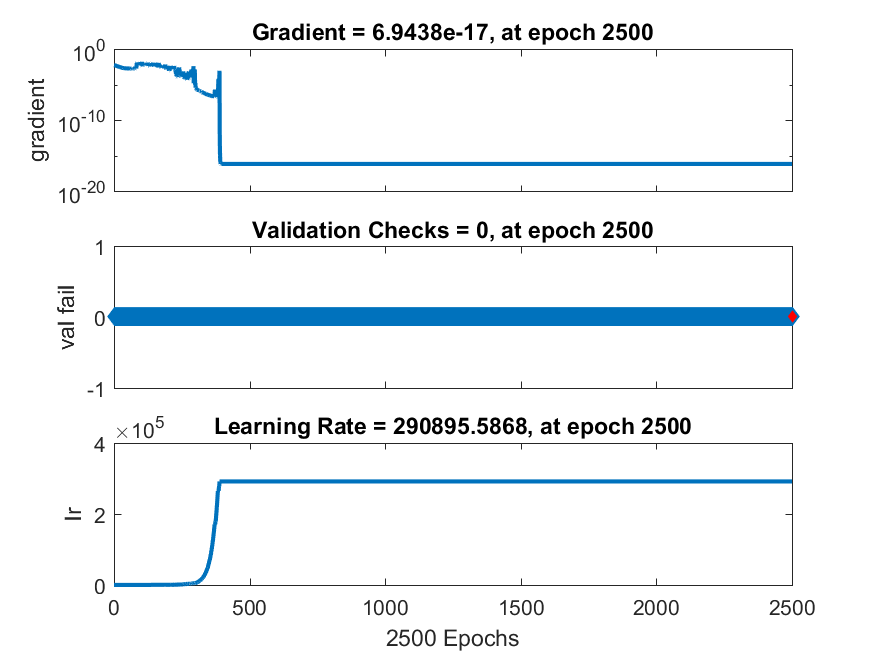 Gradient = 6.9438e-17, at epoch 2500
10^0
10^-10
10^-20
gradient
Validation Checks = 0, at epoch 2500
1
0
-1
val fail
Learning Rate = 290895.5868, at epoch 2500
×10^5
4
2
0
lr
0 500 1000 1500 2000 2500
2500 Epochs